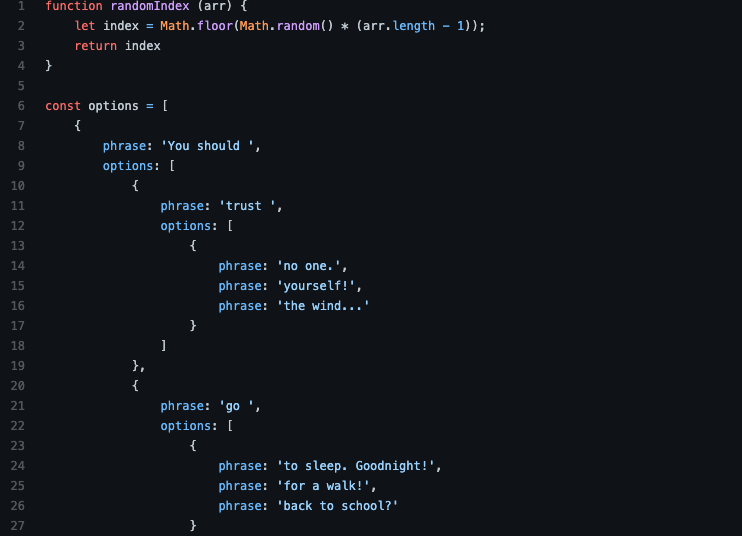 1 function randomIndex (arr) {
2     let index = Math.floor(Math.random() * (arr.length - 1));
3     return index
4 }
5
6 const options = [
7     {
8         phrase: 'You should ',
9         options: [
10             {
11                 phrase: 'trust ',
12                 options: [
13                     {
14                         phrase: 'no one.',
15                         phrase: 'yourself!',
16                         phrase: 'the wind...'
17                     }
18                 ]
19             },
20             {
21                 phrase: 'go ',
22                 options: [
23                     {
24                         phrase: 'to sleep. Goodnight!',
25                         phrase: 'for a walk!',
26                         phrase: 'back to school?'
27                     }